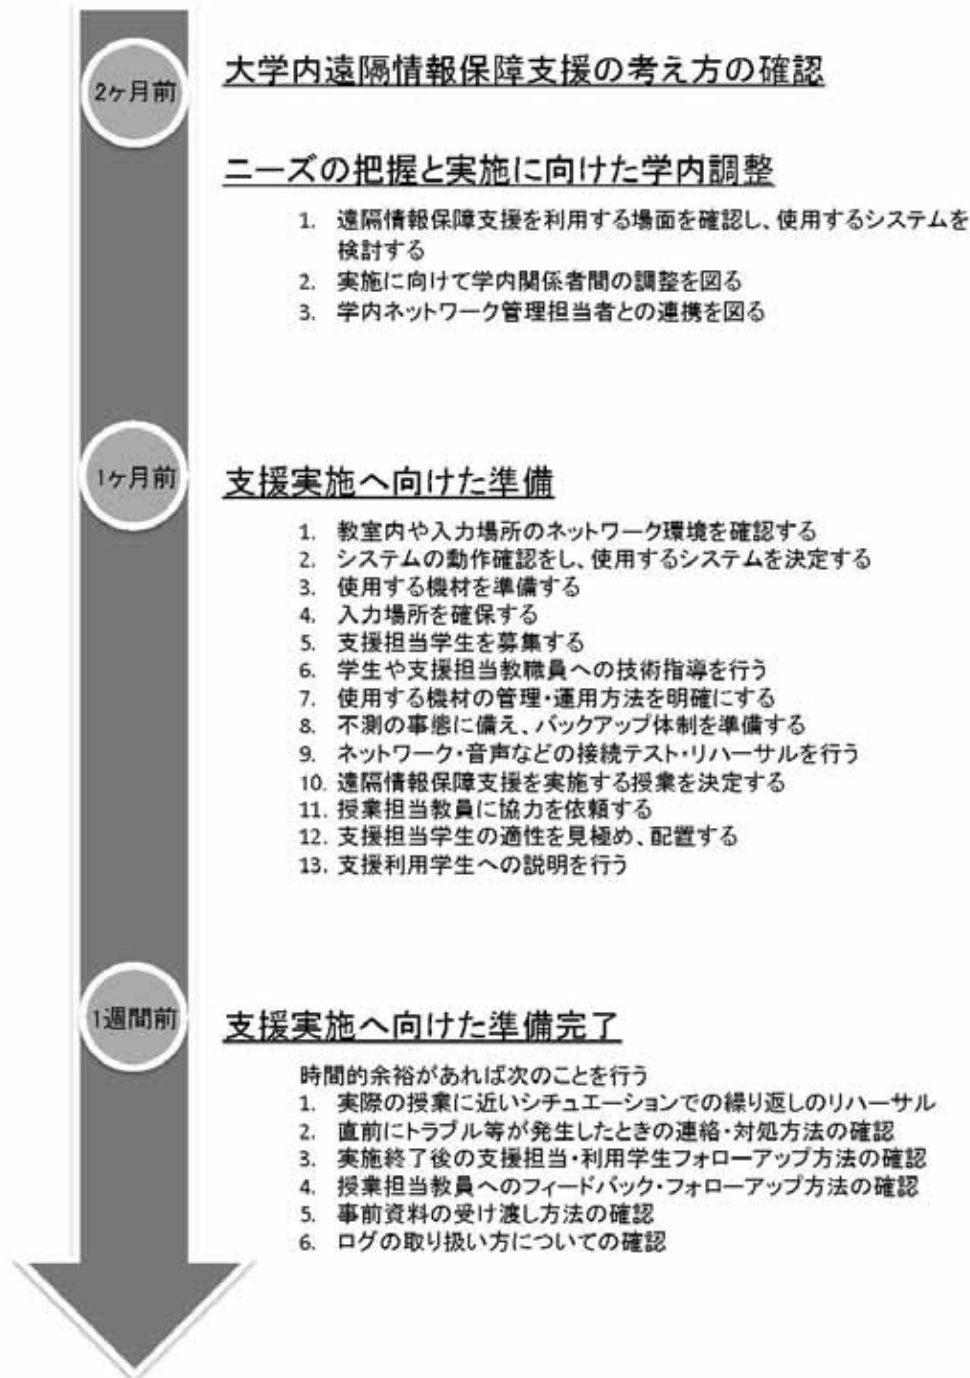 2ヶ月前
大学内遠隔情報保障支援の考え方の確認
ニーズの把握と実施に向けた学内調整
1. 遠隔情報保障支援を利用する場面を確認し、使用するシステムを
検討する
2. 実施に向けて学内関係者間の調整を図る
3. 学内ネットワーク管理担当者との連携を図る
1ヶ月前
支援実施へ向けた準備
1. 教室内や入力場所のネットワーク環境を確認する
2. システムの動作確認をし、使用するシステムを決定する
3. 使用する機材を準備する
4. 入力場所を確保する
5. 支援担当学生を募集する
6. 学生や支援担当教職員への技術指導を行う
7. 使用する機材の管理・運用方法を明確にする
8. 不測の事態に備え、バックアップ体制を準備する
9. ネットワーク・音声などの接続テスト・リハーサルを行う
10. 遠隔情報保障支援を実施する授業を決定する
11. 授業担当教員に協力を依頼する
12. 支援担当学生の適性を見極め、配置する
13. 支援利用学生への説明を行う
1週間前
支援実施へ向けた準備完了
時間的余裕があれば次のことを行う
1. 実際の授業に近いシチュエーションでの繰り返しのリハーサル
2. 直前にトラブル等が発生したときの連絡・対処方法の確認
3. 実施終了後の支援担当・利用学生フォローアップ方法の確認
4. 授業担当教員へのフィードバック・フォローアップ方法の確認
5. 事前資料の受け渡し方法の確認
6. ログの取り扱い方についての確認